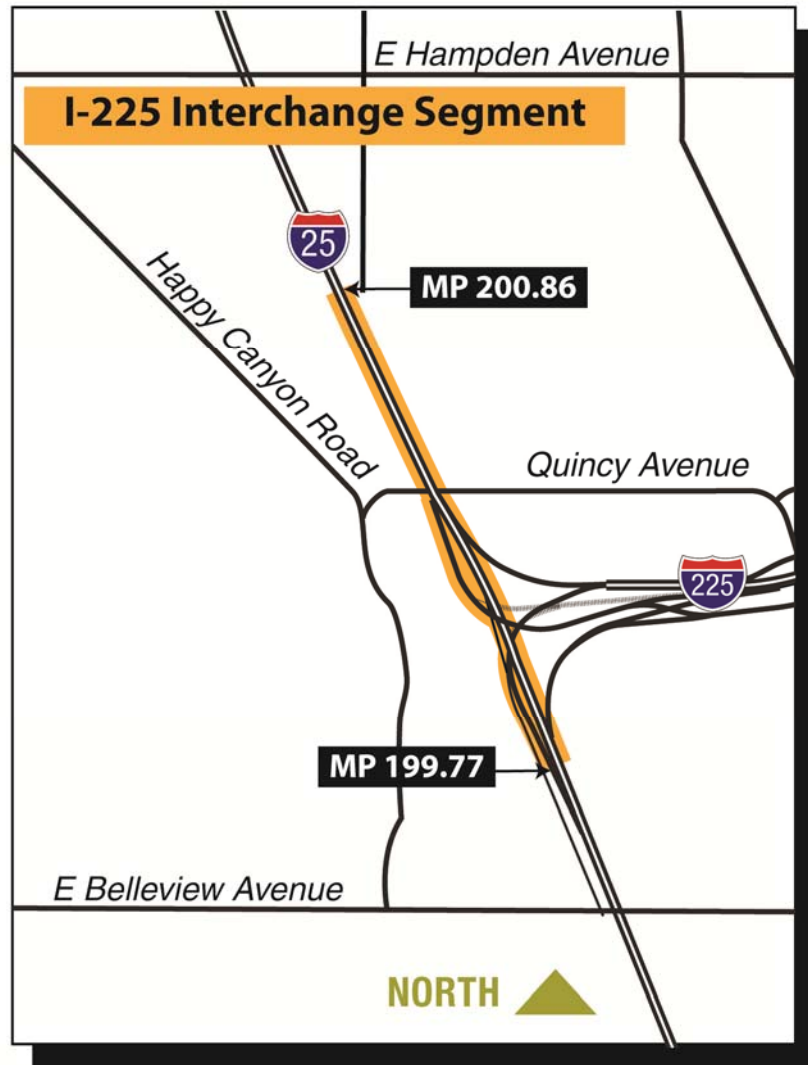 E Hampden Avenue
I-225 Interchange Segment
25
MP 200.86
Happy Canyon Road
Quincy Avenue
225
MP 199.77
E Belleview Avenue
NORTH